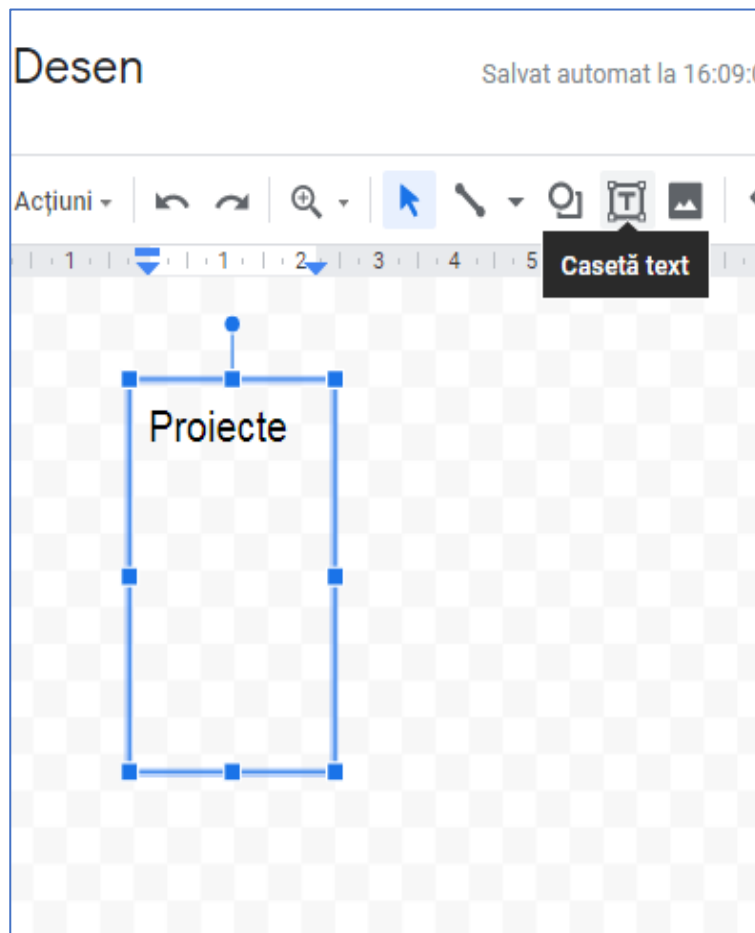 Desen
Salvat automat la 16:09:
Acțiuni
1 1 2 3 4 5
Casetă text
Proiecte